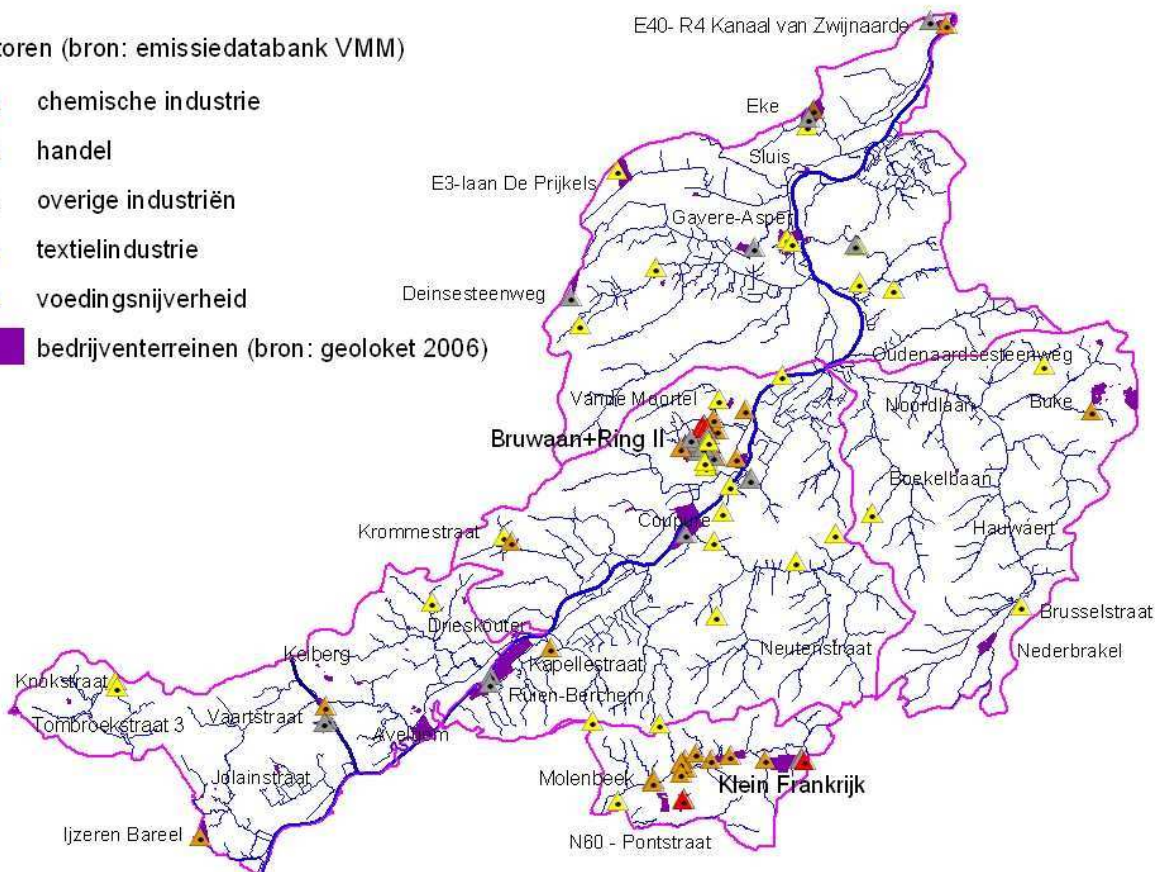 toren (bron: emissiedatabank VMM)
chemische industrie
handel
overige industriën
textielindustrie
voedingsnijverheid
bedrijventerreinen (bron: geoloket 2006)
E40- R4 Kanaal van Zwijnaarde
Eke
Sluis
E3-laan De Prijkels
Gavere-Asper
Deinsesteenweg
Oudenaardsesteenweg
Vande Moortel
Noordlaan
Buke
Bruwaan+Ring II
Boekelbaan
Coupure
Hauwaert
Krommestraat
Brusselstraat
Drieskouter
Neutenstraat
Nederbrakel
Kelberg
Kapellestraat
Knokstraat
Ruien-Berchem
Tombroekstraat 3
Vaartstraat
Avelgem
Jolainstraat
Molenbeek
Klein Frankrijk
Ijzeren Bareel
N60 - Pontstraat